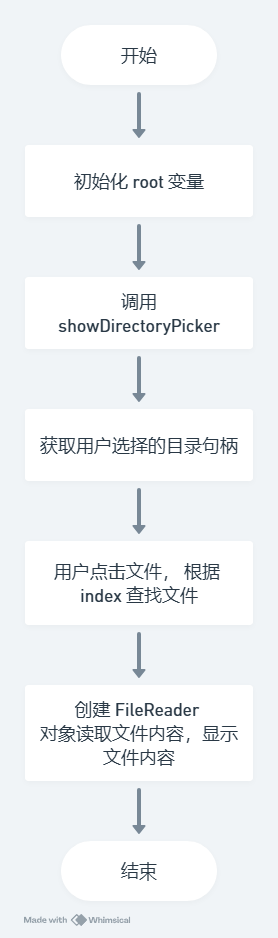 开始
初始化 root 变量
调用
showDirectoryPicker
获取用户选择的目录句柄
用户点击文件， 根据
index 查找文件
创建 FileReader
对象读取文件内容，显示
文件内容
结束
Made with Whimsical